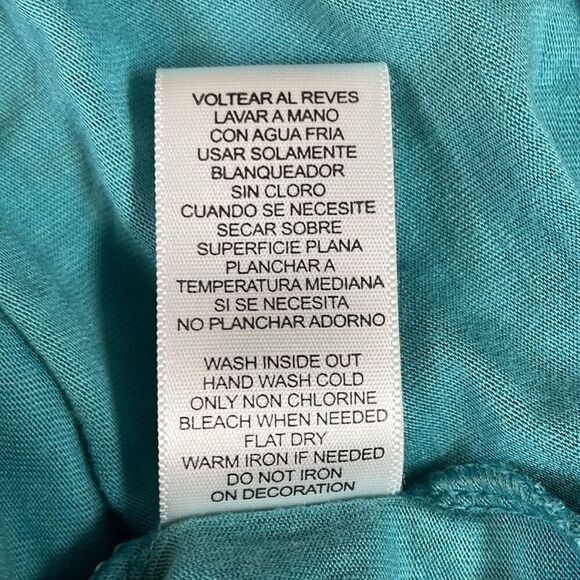 VOLTEAR AL REVES
LAVAR A MANO
CON AGUA FRIA
USAR SOLAMENTE
BLANQUEADOR
SIN CLORO
CUANDO SE NECESITE
SECAR SOBRE
SUPERFICIE PLANA
PLANCHAR A
TEMPERATURA MEDIANA
SI SE NECESITA
NO PLANCHAR ADORNO
WASH INSIDE OUT
HAND WASH COLD
ONLY NON CHLORINE
BLEACH WHEN NEEDED
FLAT DRY
WARM IRON IF NEEDED
DO NOT IRON
ON DECORATION